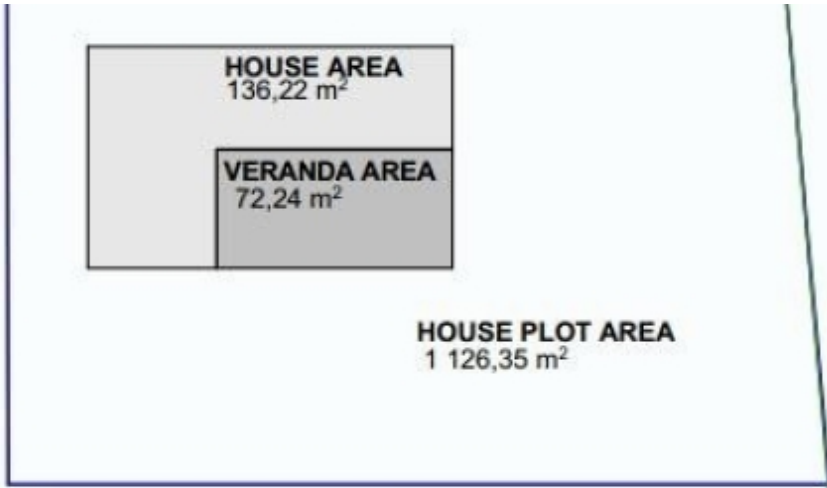 HOUSE AREA
136,22 m²
VERANDA AREA
72,24 m²
HOUSE PLOT AREA
1 126,35 m²